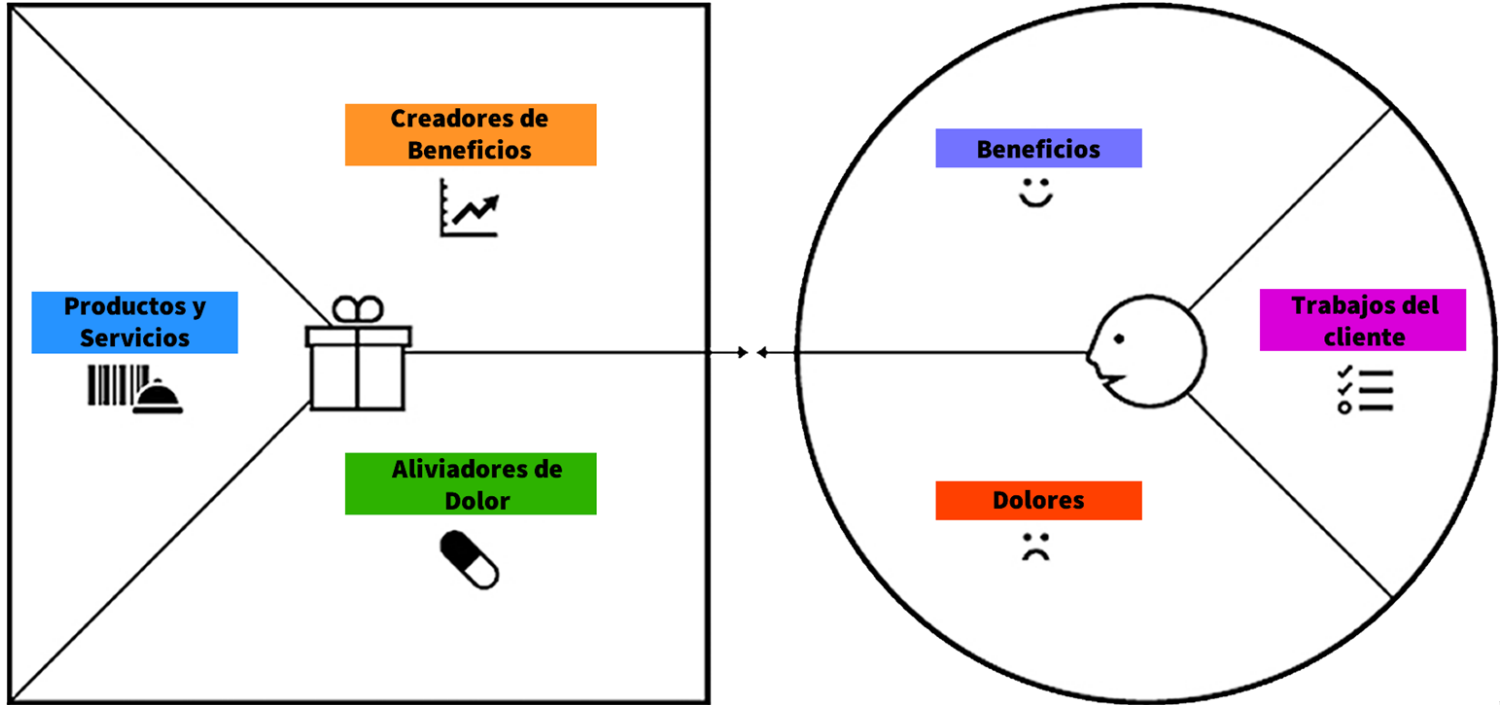 Creadores de
Beneficios
Productos y
Servicios
Aliviadores de
Dolor
Beneficios
Trabajos del
cliente
Dolores